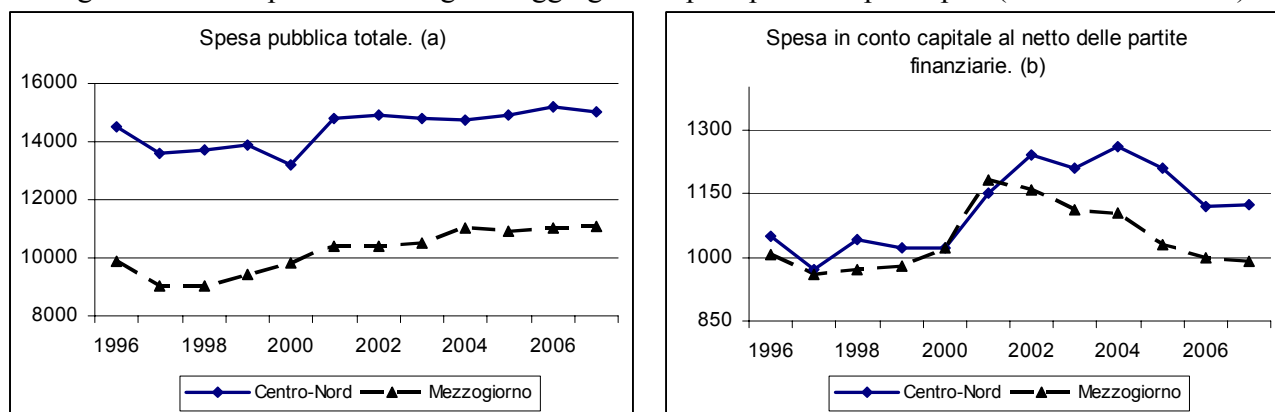 Spesa pubblica totale. (a)
16000
14000
12000
10000
8000
1996 1998 2000 2002 2004 2006
Centro-Nord Mezzogiorno
Spesa in conto capitale al netto delle partite
finanziarie. (b)
1300
1150
1000
850
1996 1998 2000 2002 2004 2006
Centro-Nord Mezzogiorno